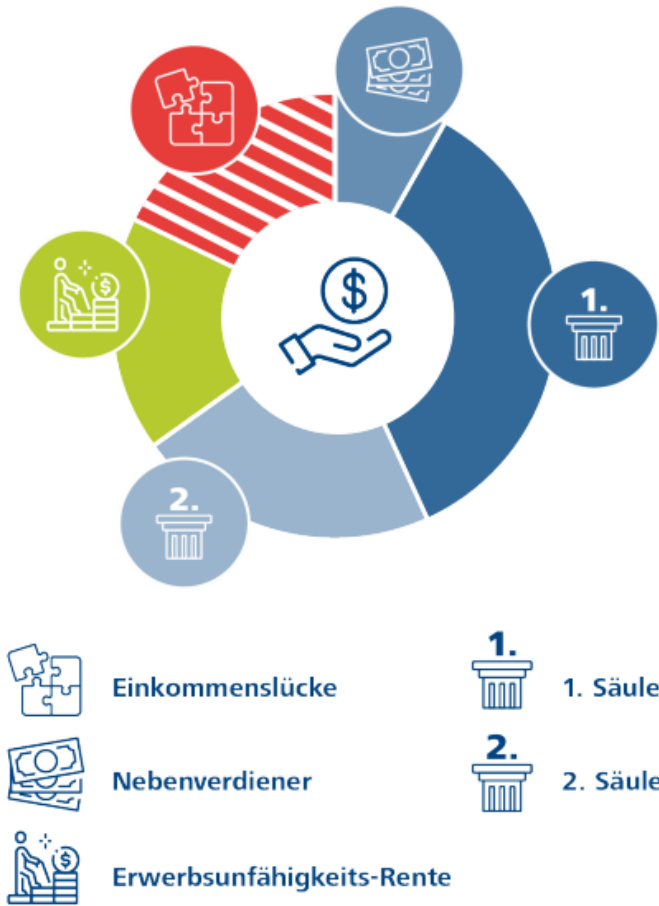 $
1.
$
2.
Einkommenslücke
1.
1. Säule
Nebenverdiener
2.
2. Säule
$
Erwerbsunfähigkeits-Rente